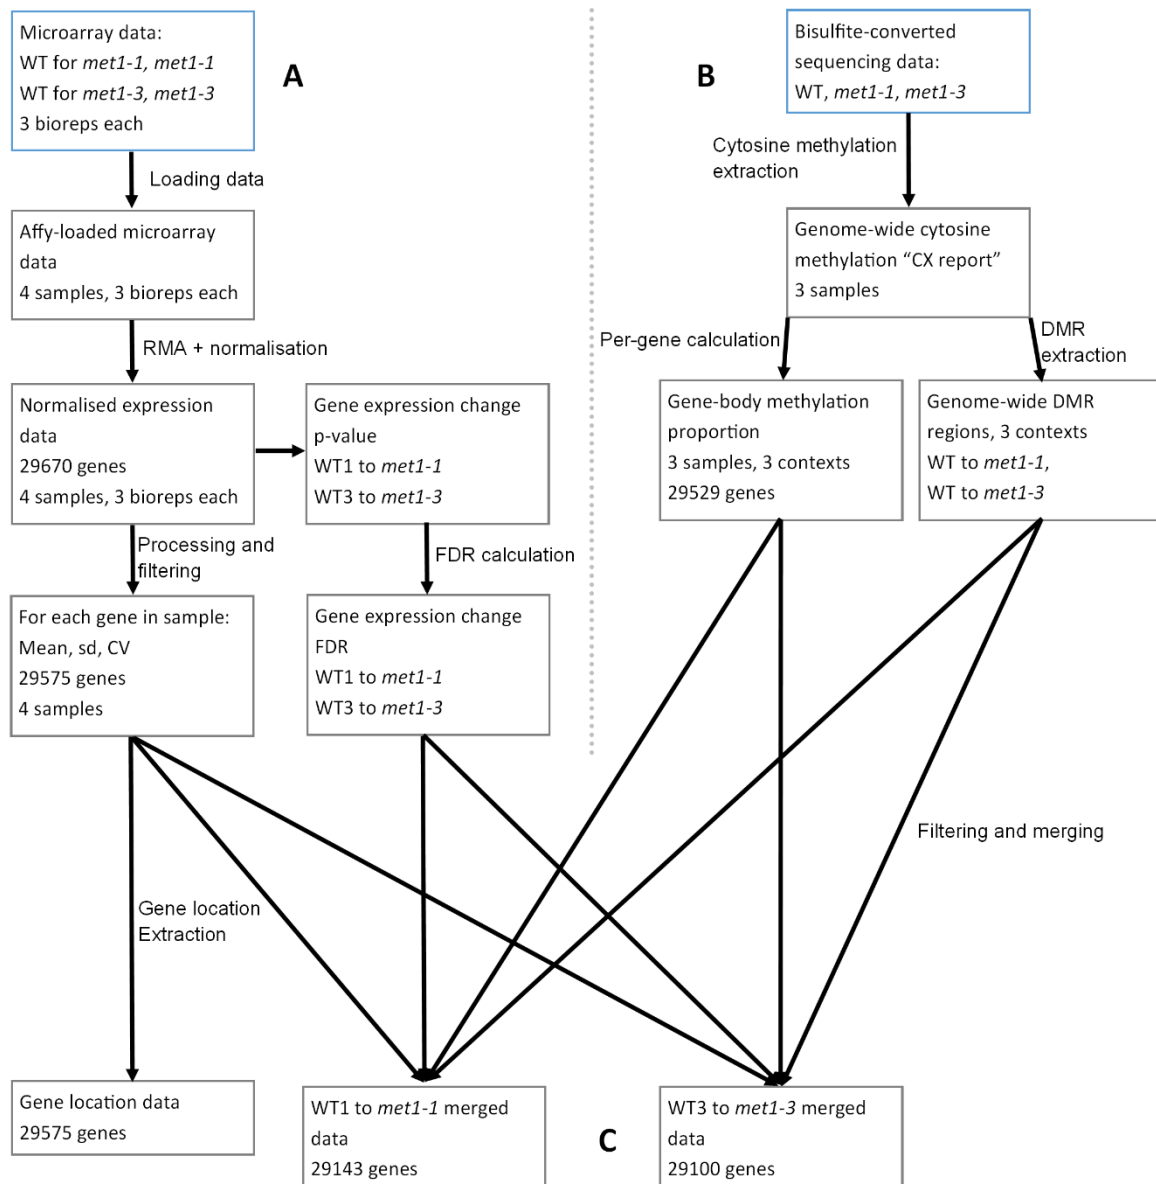 Microarray data:
WT for met1-1, met1-1
WT for met1-3, met1-3
3 bioreps each
A
Loading data
Affy-loaded microarray
data
4 samples, 3 bioreps each
RMA + normalisation
Normalised expression
data
29670 genes
4 samples, 3 bioreps each
Gene expression change
p-value
WT1 to met1-1
WT3 to met1-3
Processing and
filtering
FDR calculation
For each gene in sample:
Mean, sd, CV
29575 genes
4 samples
Gene expression change
FDR
WT1 to met1-1
WT3 to met1-3
B
Bisulfite-converted
sequencing data:
WT, met1-1, met1-3
Cytosine methylation
extraction
Genome-wide cytosine
methylation “CX report”
3 samples
Per-gene calculation
DMR
extraction
Gene-body methylation
proportion
3 samples, 3 contexts
29529 genes
Genome-wide DMR
regions, 3 contexts
WT to met1-1,
WT to met1-3
Filtering and merging
Gene location
Extraction
Gene location data
29575 genes
WT1 to met1-1 merged
data
29143 genes
C
WT3 to met1-3 merged
data
29100 genes